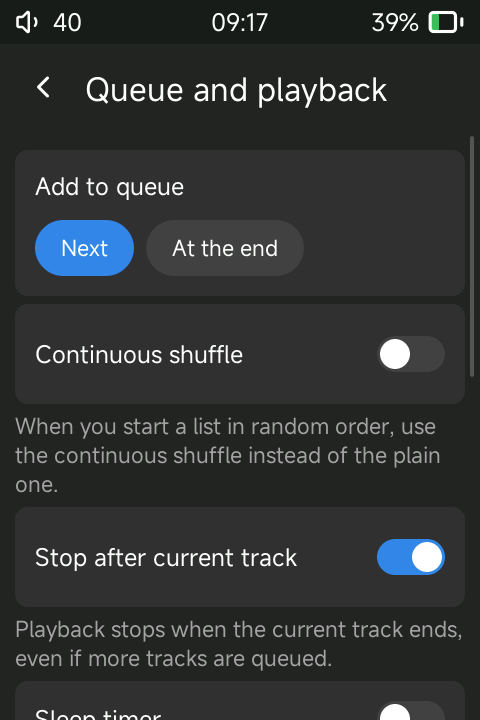 40 09:17 39%
Queue and playback
Add to queue
Next At the end
Continuous shuffle
When you start a list in random order, use
the continuous shuffle instead of the plain
one.
Stop after current track
Playback stops when the current track ends,
even if more tracks are queued.
Sleep timer